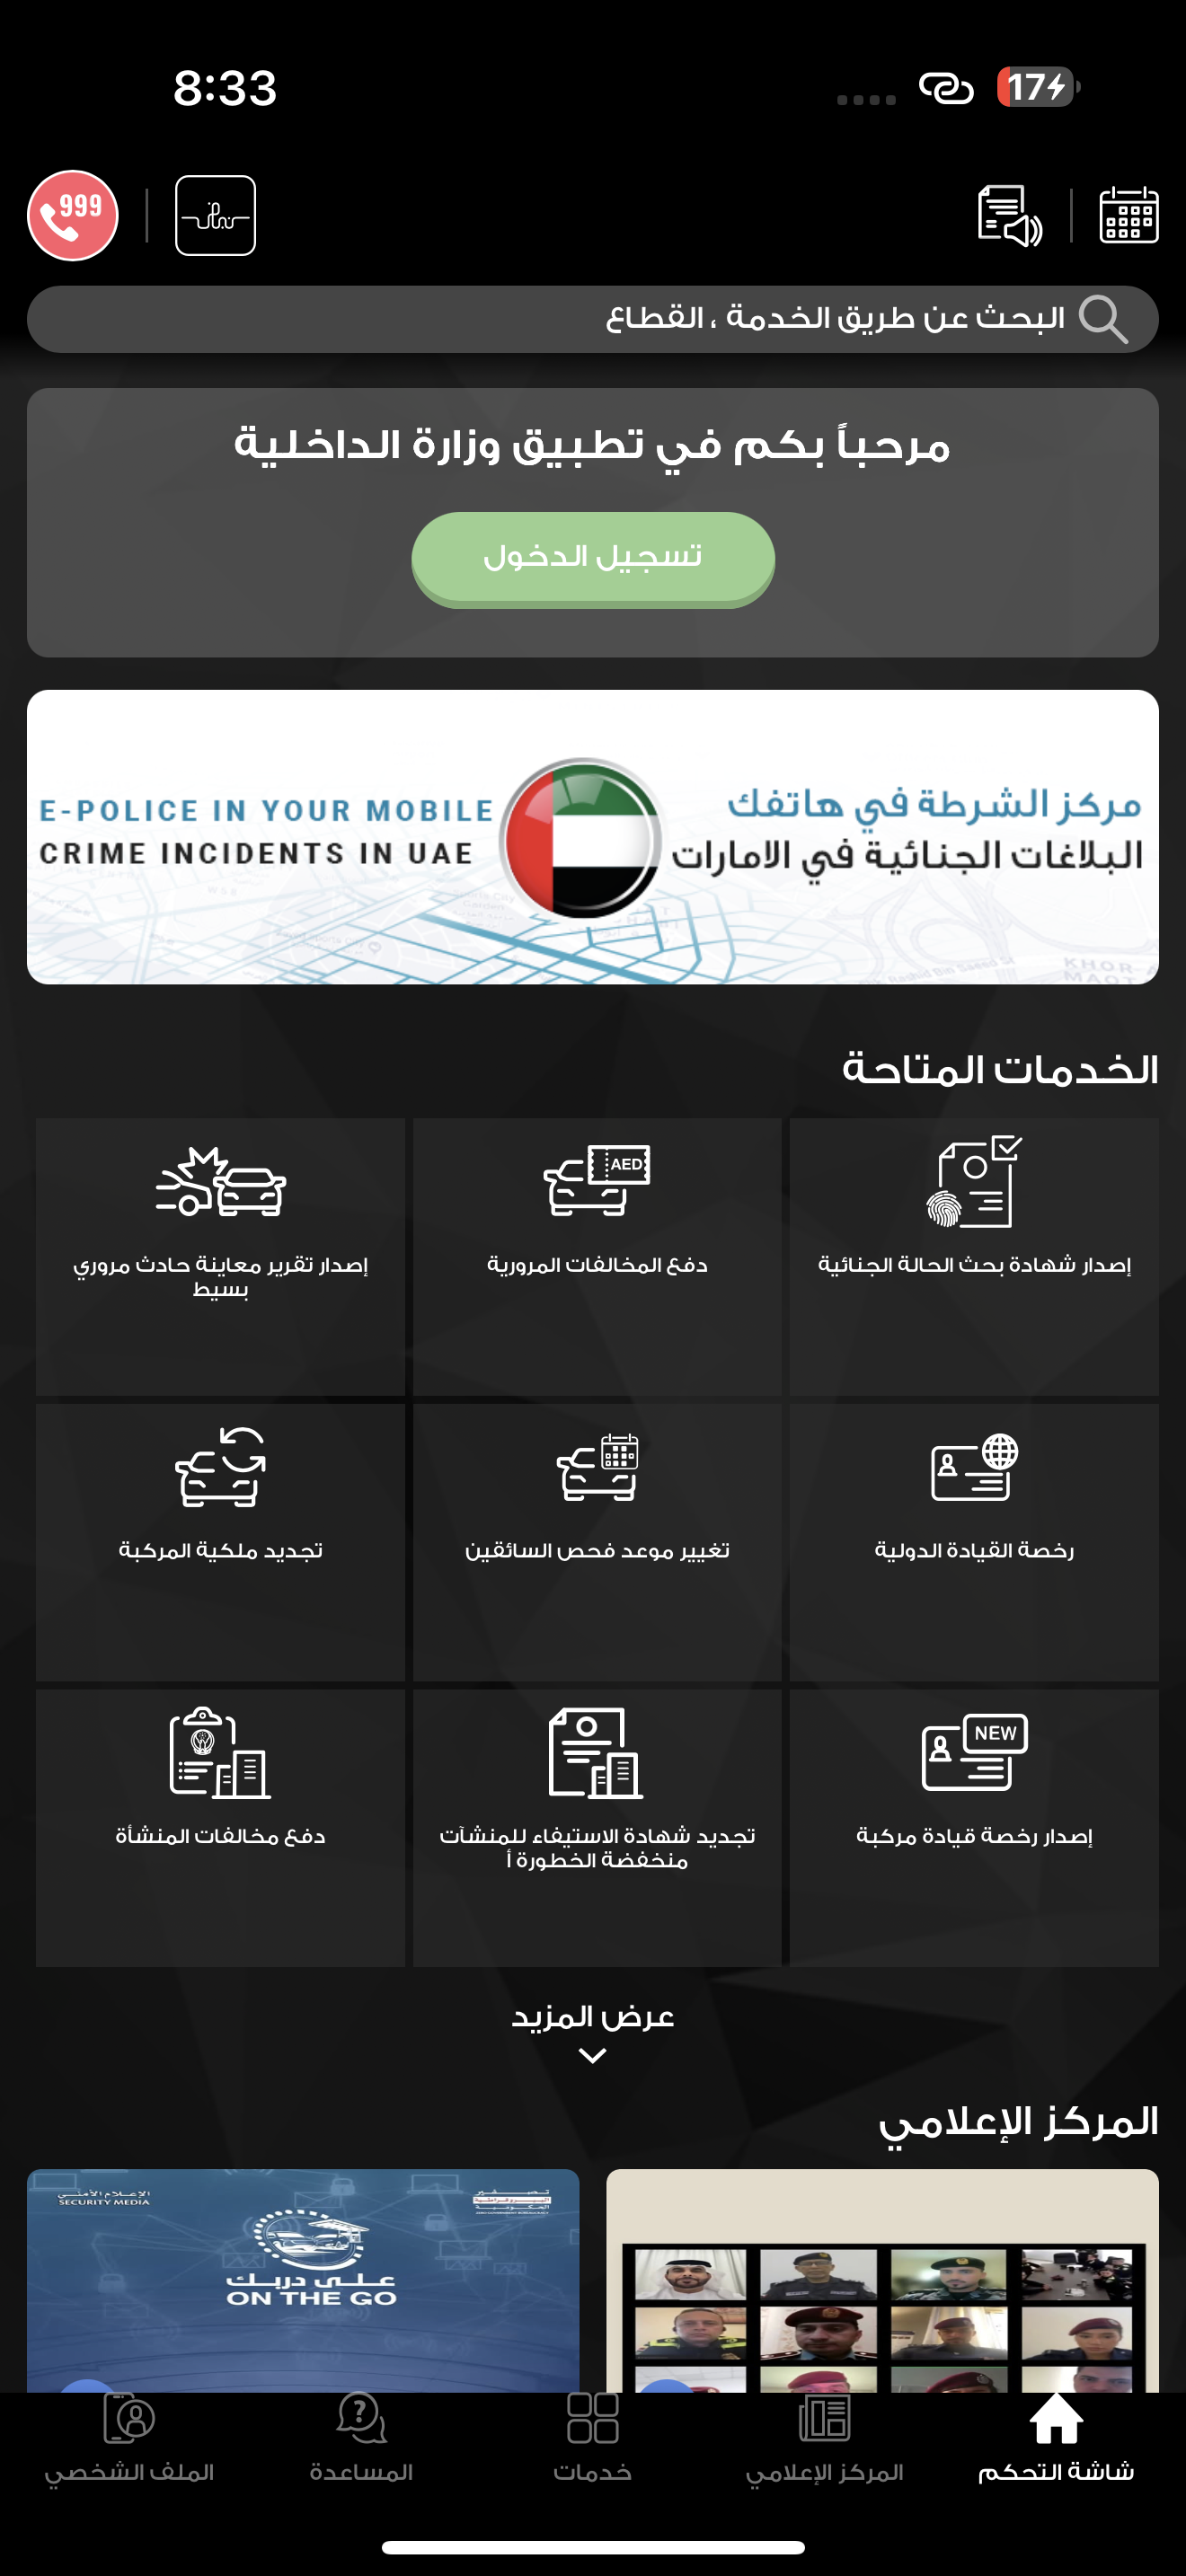 8:33
17
999
البحث عن طريق الخدمة ، القطاع
مرحباً بكم في تطبيق وزارة الداخلية
تسجيل الدخول
مركز الشرطة في هاتفك
البلاغات الجنائية في الامارات
E-POLICE IN YOUR MOBILE
CRIME INCIDENTS IN UAE
KHOR
الخدمات المتاحة
إصدار شهادة بحث الحالة الجنائية
AED
دفع المخالفات المرورية
إصدار تقرير معاينة حادث مروري
بسيط
رخصة القيادة الدولية
تغيير موعد فحص السائقين
تجديد ملكية المركبة
NEW
إصدار رخصة قيادة مركبة
تجديد شهادة الاستيفاء للمنشآت
منخفضة الخطورة أ
دفع مخالفات المنشأة
عرض المزيد
المركز الإعلامي
الإعلام الأمني
SECURITY MEDIA
على دربك
ON THE GO
شاشة التحكم
المركز الإعلامي
خدمات
المساعدة
الملف الشخصي